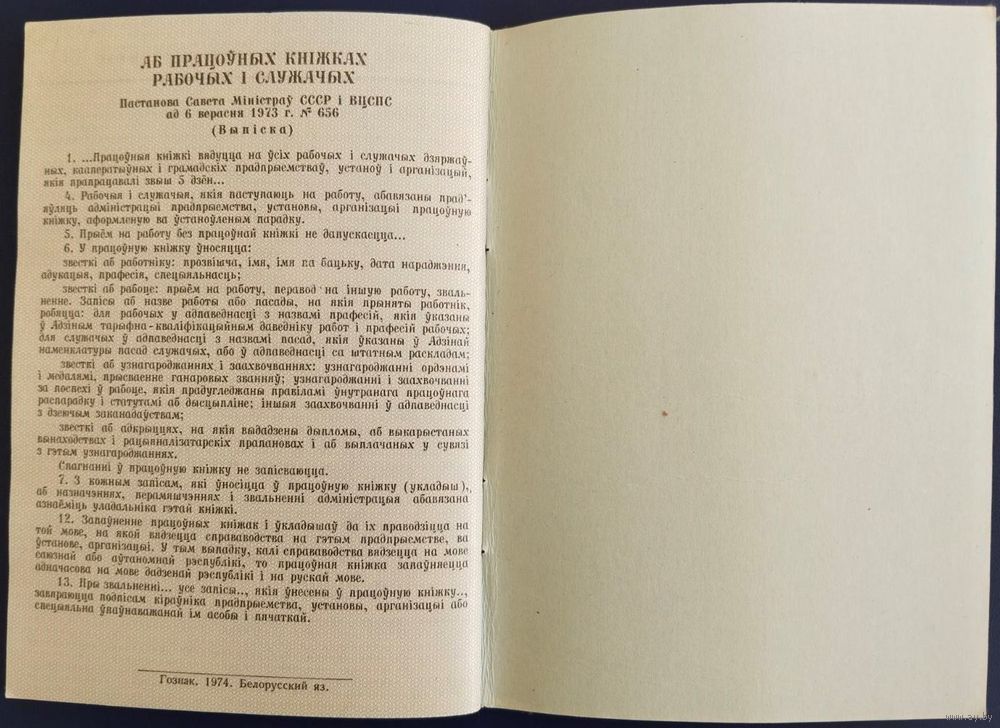 АБ ПРАЦОЎНЫХ КНІЖКАХ
РАБОЧЫХ І СЛУЖАЧЫХ
Пастанова Савета Міністраў СССР і ВЦСПС
ад 6 верасня 1973 г. № 656
(Выпіска)
1. ...Працоўныя кніжкі вядуцца на ўсіх рабочых і служачых дзяржаў-
ных, кааператыўных і грамадскіх прадпрыемстваў, устаноў і арганізацый,
якія прапрацавалі звыш 5 дзён...
4. Рабочыя і служачыя, якія паступаюць на работу, абавязаны прад'-
яўляць адміністрацыі прадпрыемства, установы, арганізацыі працоўную
кніжку, аформленую ва ўстаноўленым парадку.
5. Прыём на работу без працоўнай кніжкі не дапускаецца...
6. У працоўную кніжку ўносяцца:
звесткі аб работніку: прозвішча, імя, імя па бацьку, дата нараджэння,
адукацыя, прафесія, спецыяльнасць;
звесткі аб рабоце: прыём на работу, перавод на іншую работу, зваль-
ненне. Запісы аб назве работы або пасады, на якія прыняты работнік,
робяцца: для рабочых у адпаведнасці з назвамі прафесій, якія ўказаны
ў Адзіным тарыфна-кваліфікацыйным даведніку работ і прафесій рабочых;
для служачых ў адпаведнасці з назвамі пасад, якія ўказаны ў Адзінай
наменклатуры пасад служачых, або ў адпаведнасці са штатным раскладам;
звесткі аб узнагароджаннях і заахвочваннях: узнагароджанні ордэнамі
і медалямі, прысваенне ганаровых званняў; узнагароджанні і заахвочванні
за поспехі ў рабоце, якія прадугледжаны правіламі ўнутранага працоўнага
распарадку і статутамі аб дысцыпліне; іншыя заахвочванні ў адпаведнасці
з дзеючым заканадаўствам;
звесткі аб адкрыццях, на якія выдадзены дыпломы, аб выкарыстаных
вынаходствах і рацыяналізатарскіх прапановах і аб выплачаных у сувязі
з гэтым узнагароджаннях.
Спагнанні ў працоўную кніжку не запісваюцца.
7. З кожным запісам, які ўносіцца ў працоўную кніжку (укладыш),
аб назначэннях, перамяшчэннях і звальненні адміністрацыя абавязана
азнаёміць уладальніка гэтай кніжкі.
12. Запаўненне працоўных кніжак і ўкладышаў да іх праводзіцца на
той мове, на якой вядзецца справаводства на гэтым прадпрыемстве, ва
ўстанове, арганізацыі. У тым выпадку, калі справаводства вядзецца на мове
саюзнай або аўтаномнай рэспублікі, то працоўная кніжка запаўняецца
адначасова на мове дадзенай рэспублікі і на рускай мове.
13. Пры звальненні... усе запісы.., якія ўнесены ў працоўную кніжку..,
завяраюцца подпісам кіраўніка прадпрыемства, установы, арганізацыі або
спецыяльна ўпаўнаважанай ім асобы і пячаткай.
Гознак. 1974. Белорусский яз.
www.ay.by